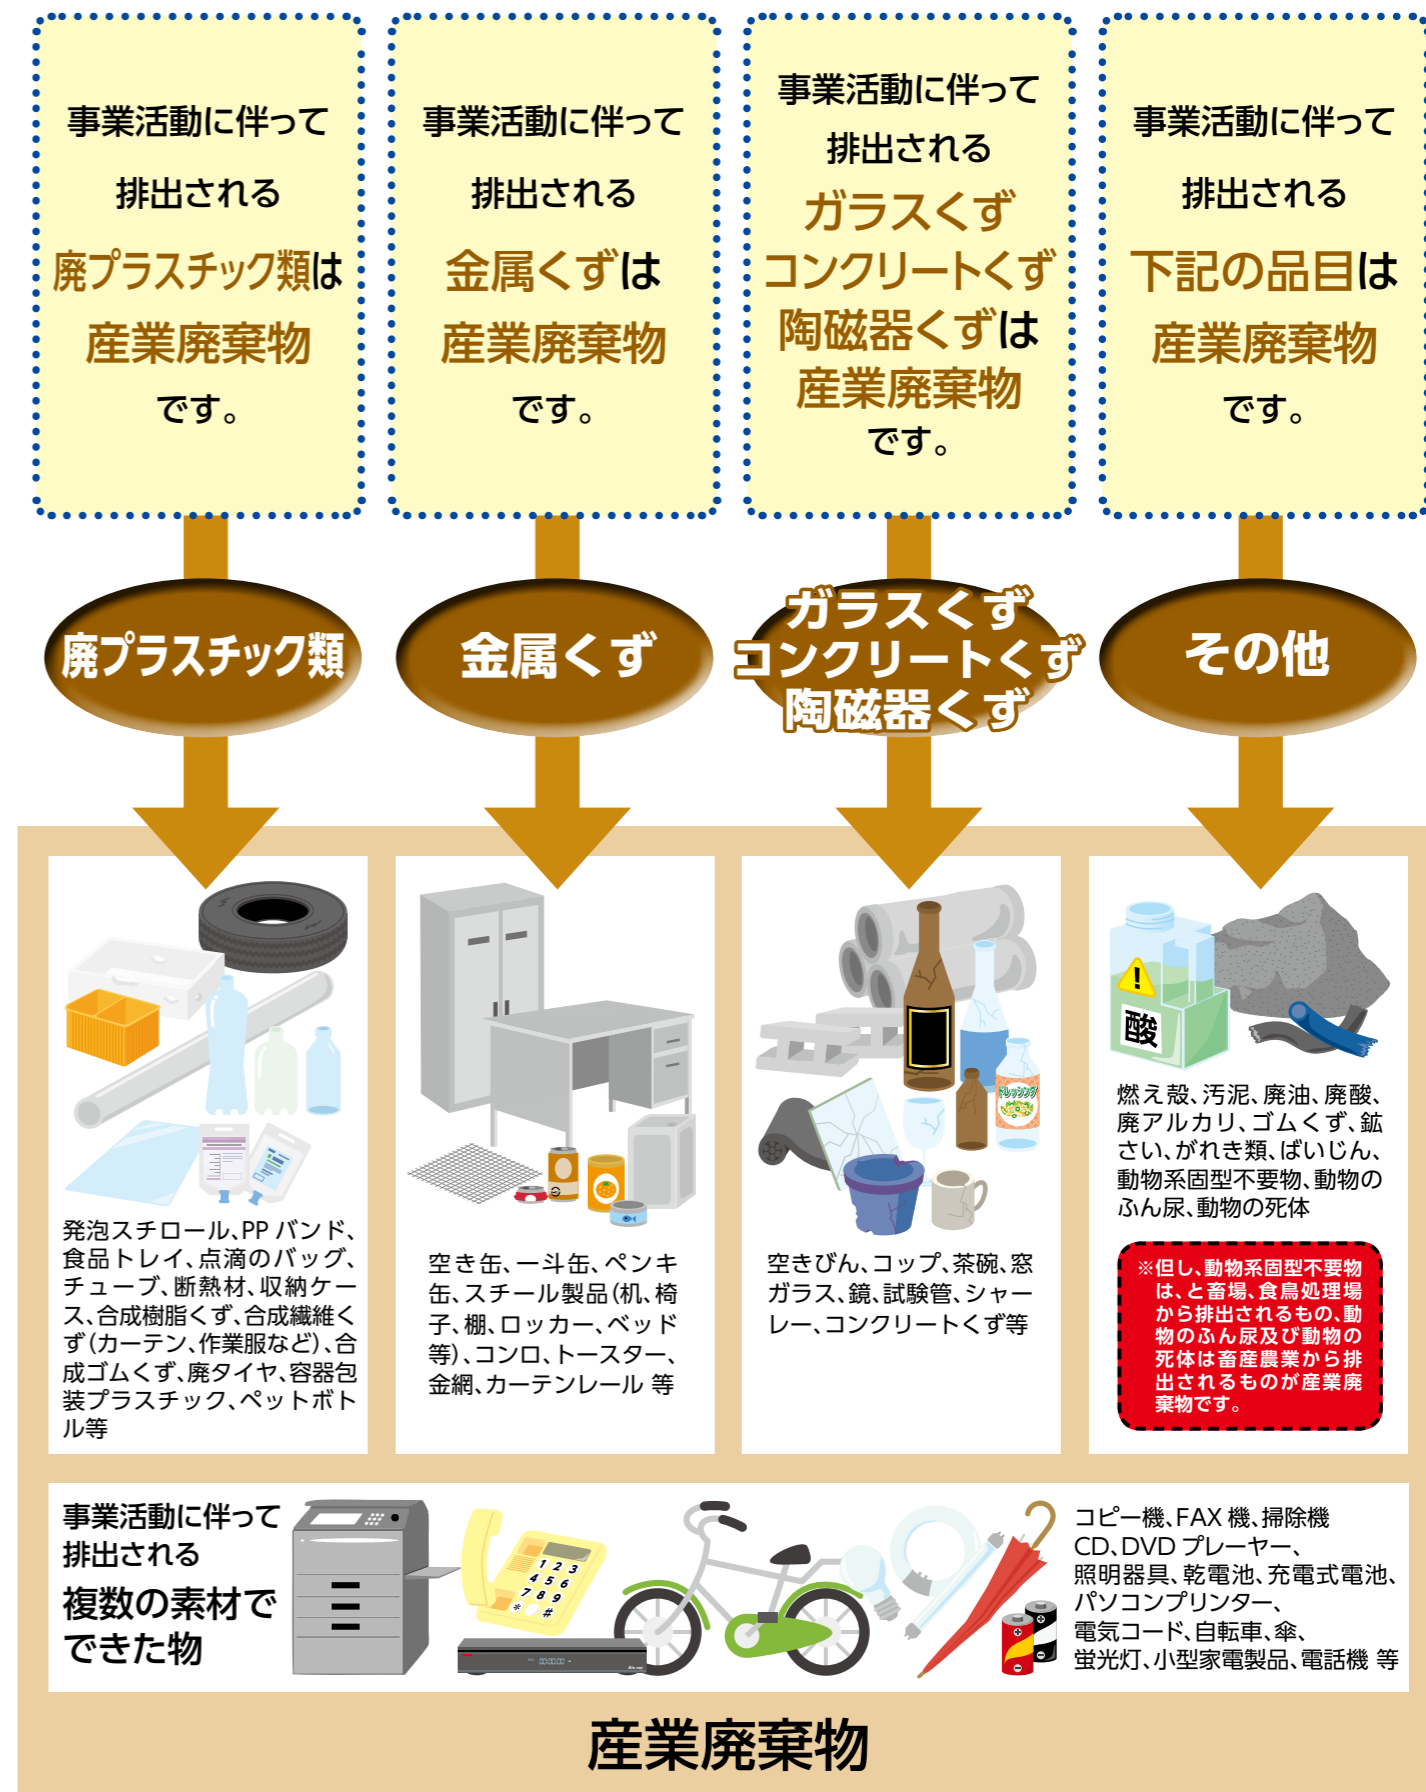 事業活動に伴って
排出される
廃プラスチック類は
産業廃棄物
です。
事業活動に伴って
排出される
金属くずは
産業廃棄物
です。
事業活動に伴って
排出される
ガラスくず
コンクリートくず
陶磁器くずは
産業廃棄物
です。
事業活動に伴って
排出される
下記の品目は
産業廃棄物
です。
廃プラスチック類
金属くず
ガラスくず
コンクリートくず
陶磁器くず
その他
発泡スチロール、PPバンド、
食品トレイ、点滴のバッグ、
チューブ、断熱材、収納ケー
ス、合成樹脂くず、合成繊維く
ず(カーテン、作業服など)、合
成ゴムくず、廃タイヤ、容器包
装プラスチック、ペットボト
ル等
空き缶、一斗缶、ペンキ
缶、スチール製品(机、椅
子、棚、ロッカー、ベッド
等)、コンロ、トースター、
金網、カーテンレール 等
ドレッシング
空きびん、コップ、茶碗、窓
ガラス、鏡、試験管、シャー
レー、コンクリートくず等
!
酸
燃え殻、汚泥、廃油、廃酸、
廃アルカリ、ゴムくず、鉱
さい、がれき類、ばいじん、
動物系固型不要物、動物の
ふん尿、動物の死体
※但し、動物系固型不要物
は、と畜場、食鳥処理場
から排出されるもの、動
物のふん尿及び動物の
死体は畜産農業から排
出されるものが産業廃
棄物です。
事業活動に伴って
排出される
複数の素材で
できた物
1 2 3
4 5 6
7 8 9
* #
コピー機、FAX機、掃除機
CD、DVDプレーヤー、
照明器具、乾電池、充電式電池、
パソコンプリンター、
電気コード、自転車、傘、
蛍光灯、小型家電製品、電話機 等
産業廃棄物